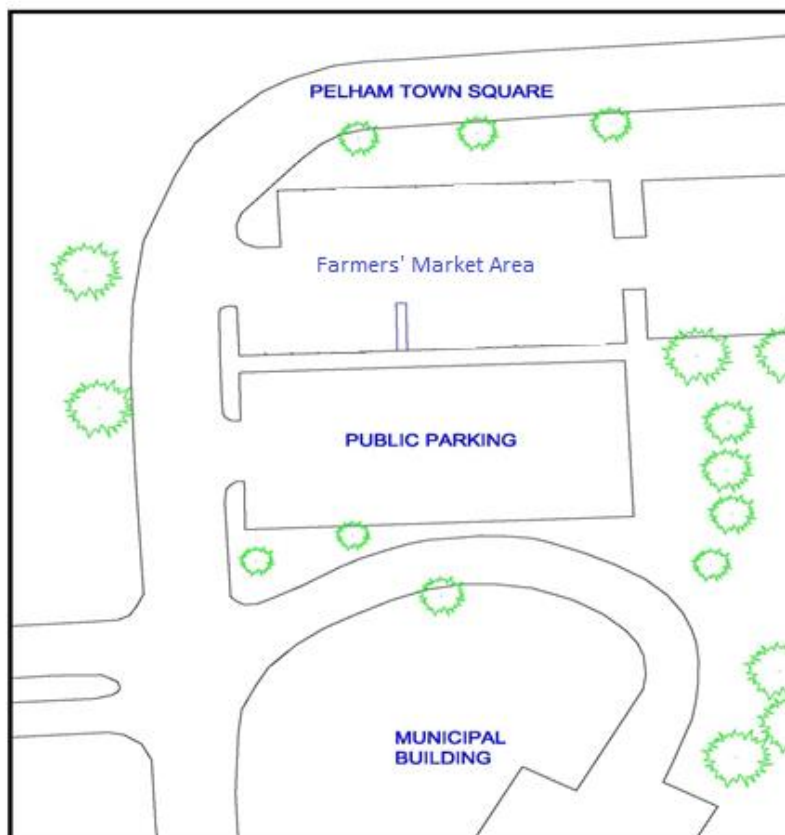 PELHAM TOWN SQUARE
Farmers' Market Area
PUBLIC PARKING
MUNICIPAL
BUILDING